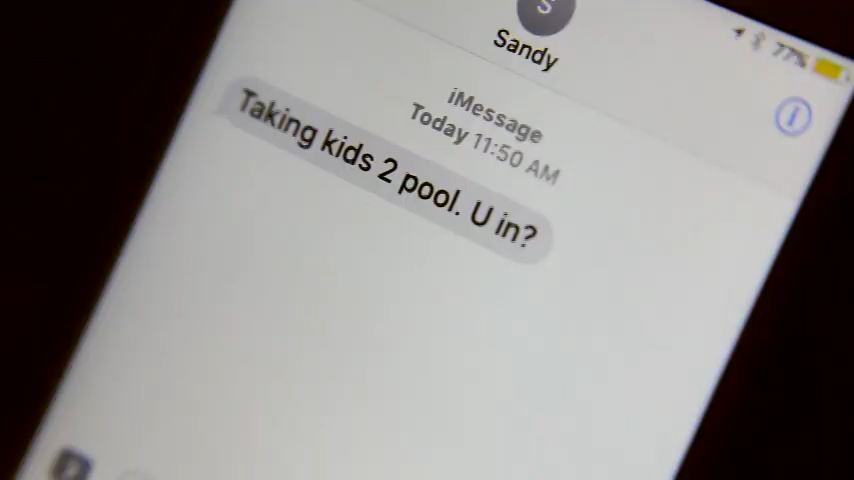 77%
S
Sandy
iMessage
Today 11:50 AM
Taking kids 2 pool. U in?